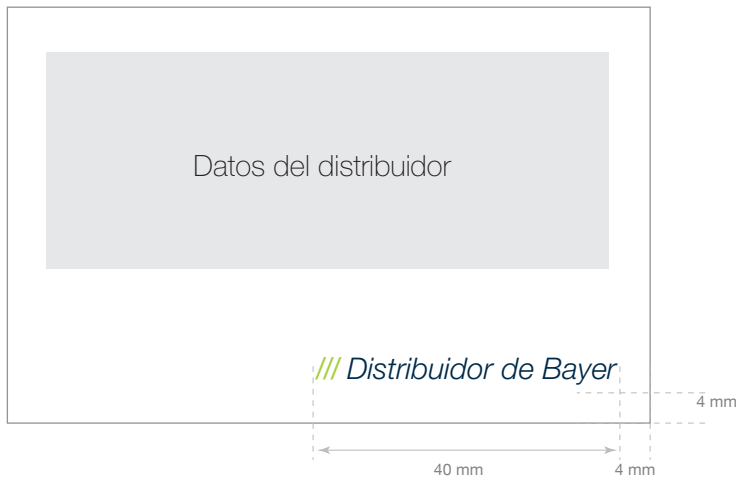 Datos del distribuidor
/// Distribuidor de Bayer
4 mm
40 mm
4 mm